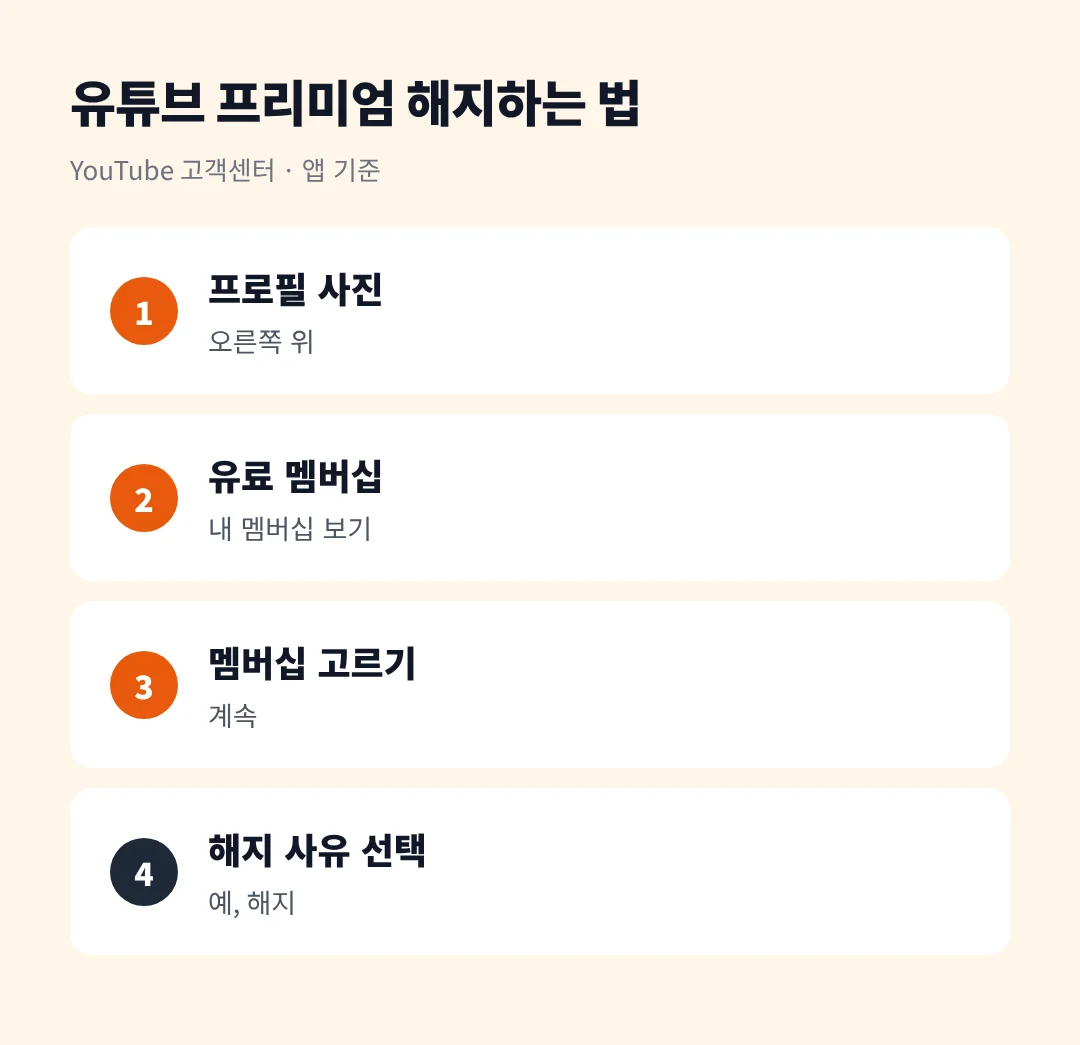 유튜브 프리미엄 해지하는 법
YouTube 고객센터 · 앱 기준
1
프로필 사진
오른쪽 위
2
유료 멤버십
내 멤버십 보기
3
멤버십 고르기
계속
4
해지 사유 선택
예, 해지